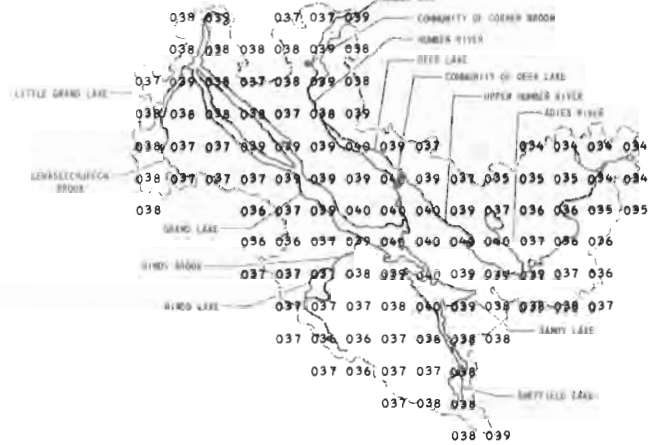 038 039 037 037 039
COMMUNITY OF CORNER BROOK
038 038 038 038 039 038
HUMBER RIVER
DEER LAKE
037 039 038 037 038 039 038
COMMUNITY OF DEER LAKE
LITTLE GRAND LAKE
UPPER HUMBER RIVER
038 038 038 038 037 038 039
ADIES RIVER
038 037 037 039 039 039 040 039 037 034 034 034 034
LEWASEECHJEECH BROOK
038 037 037 037 039 039 039 040 039 037 035 035 035 034 034
038 036 037 039 040 040 040 039 037 036 036 035 035
GRAND LAKE
036 036 037 039 040 040 040 040 037 036 036
HINDS BROOK
037 037 037 038 039 040 039 039 039 037 036
HINDS LAKE
037 037 037 038 040 039 038 038 038 037
SANDY LAKE
037 036 036 037 038 038 038
037 036 037 037 038
SHEFFIELD LAKE
037 038 038
038 039